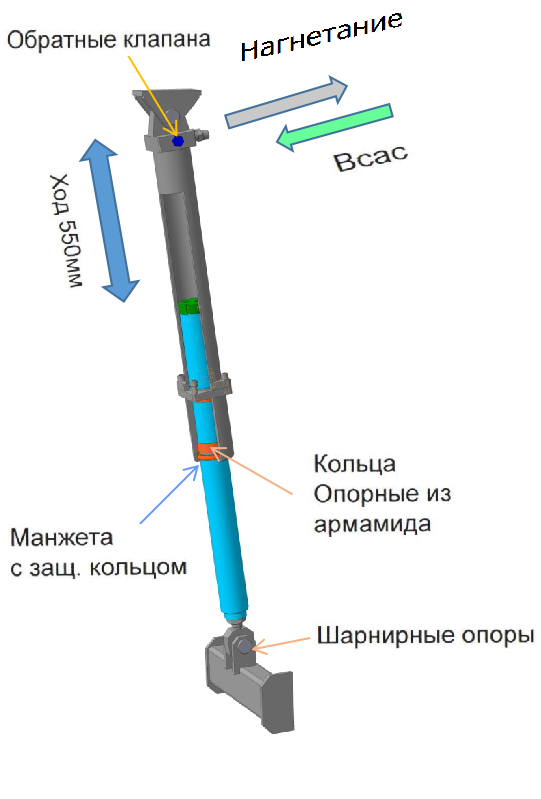 Обратные клапана
Нагнетание
Всас
Ход 550мм
Кольца
Опорные из
армамида
Манжета
с защ. кольцом
Шарнирные опоры